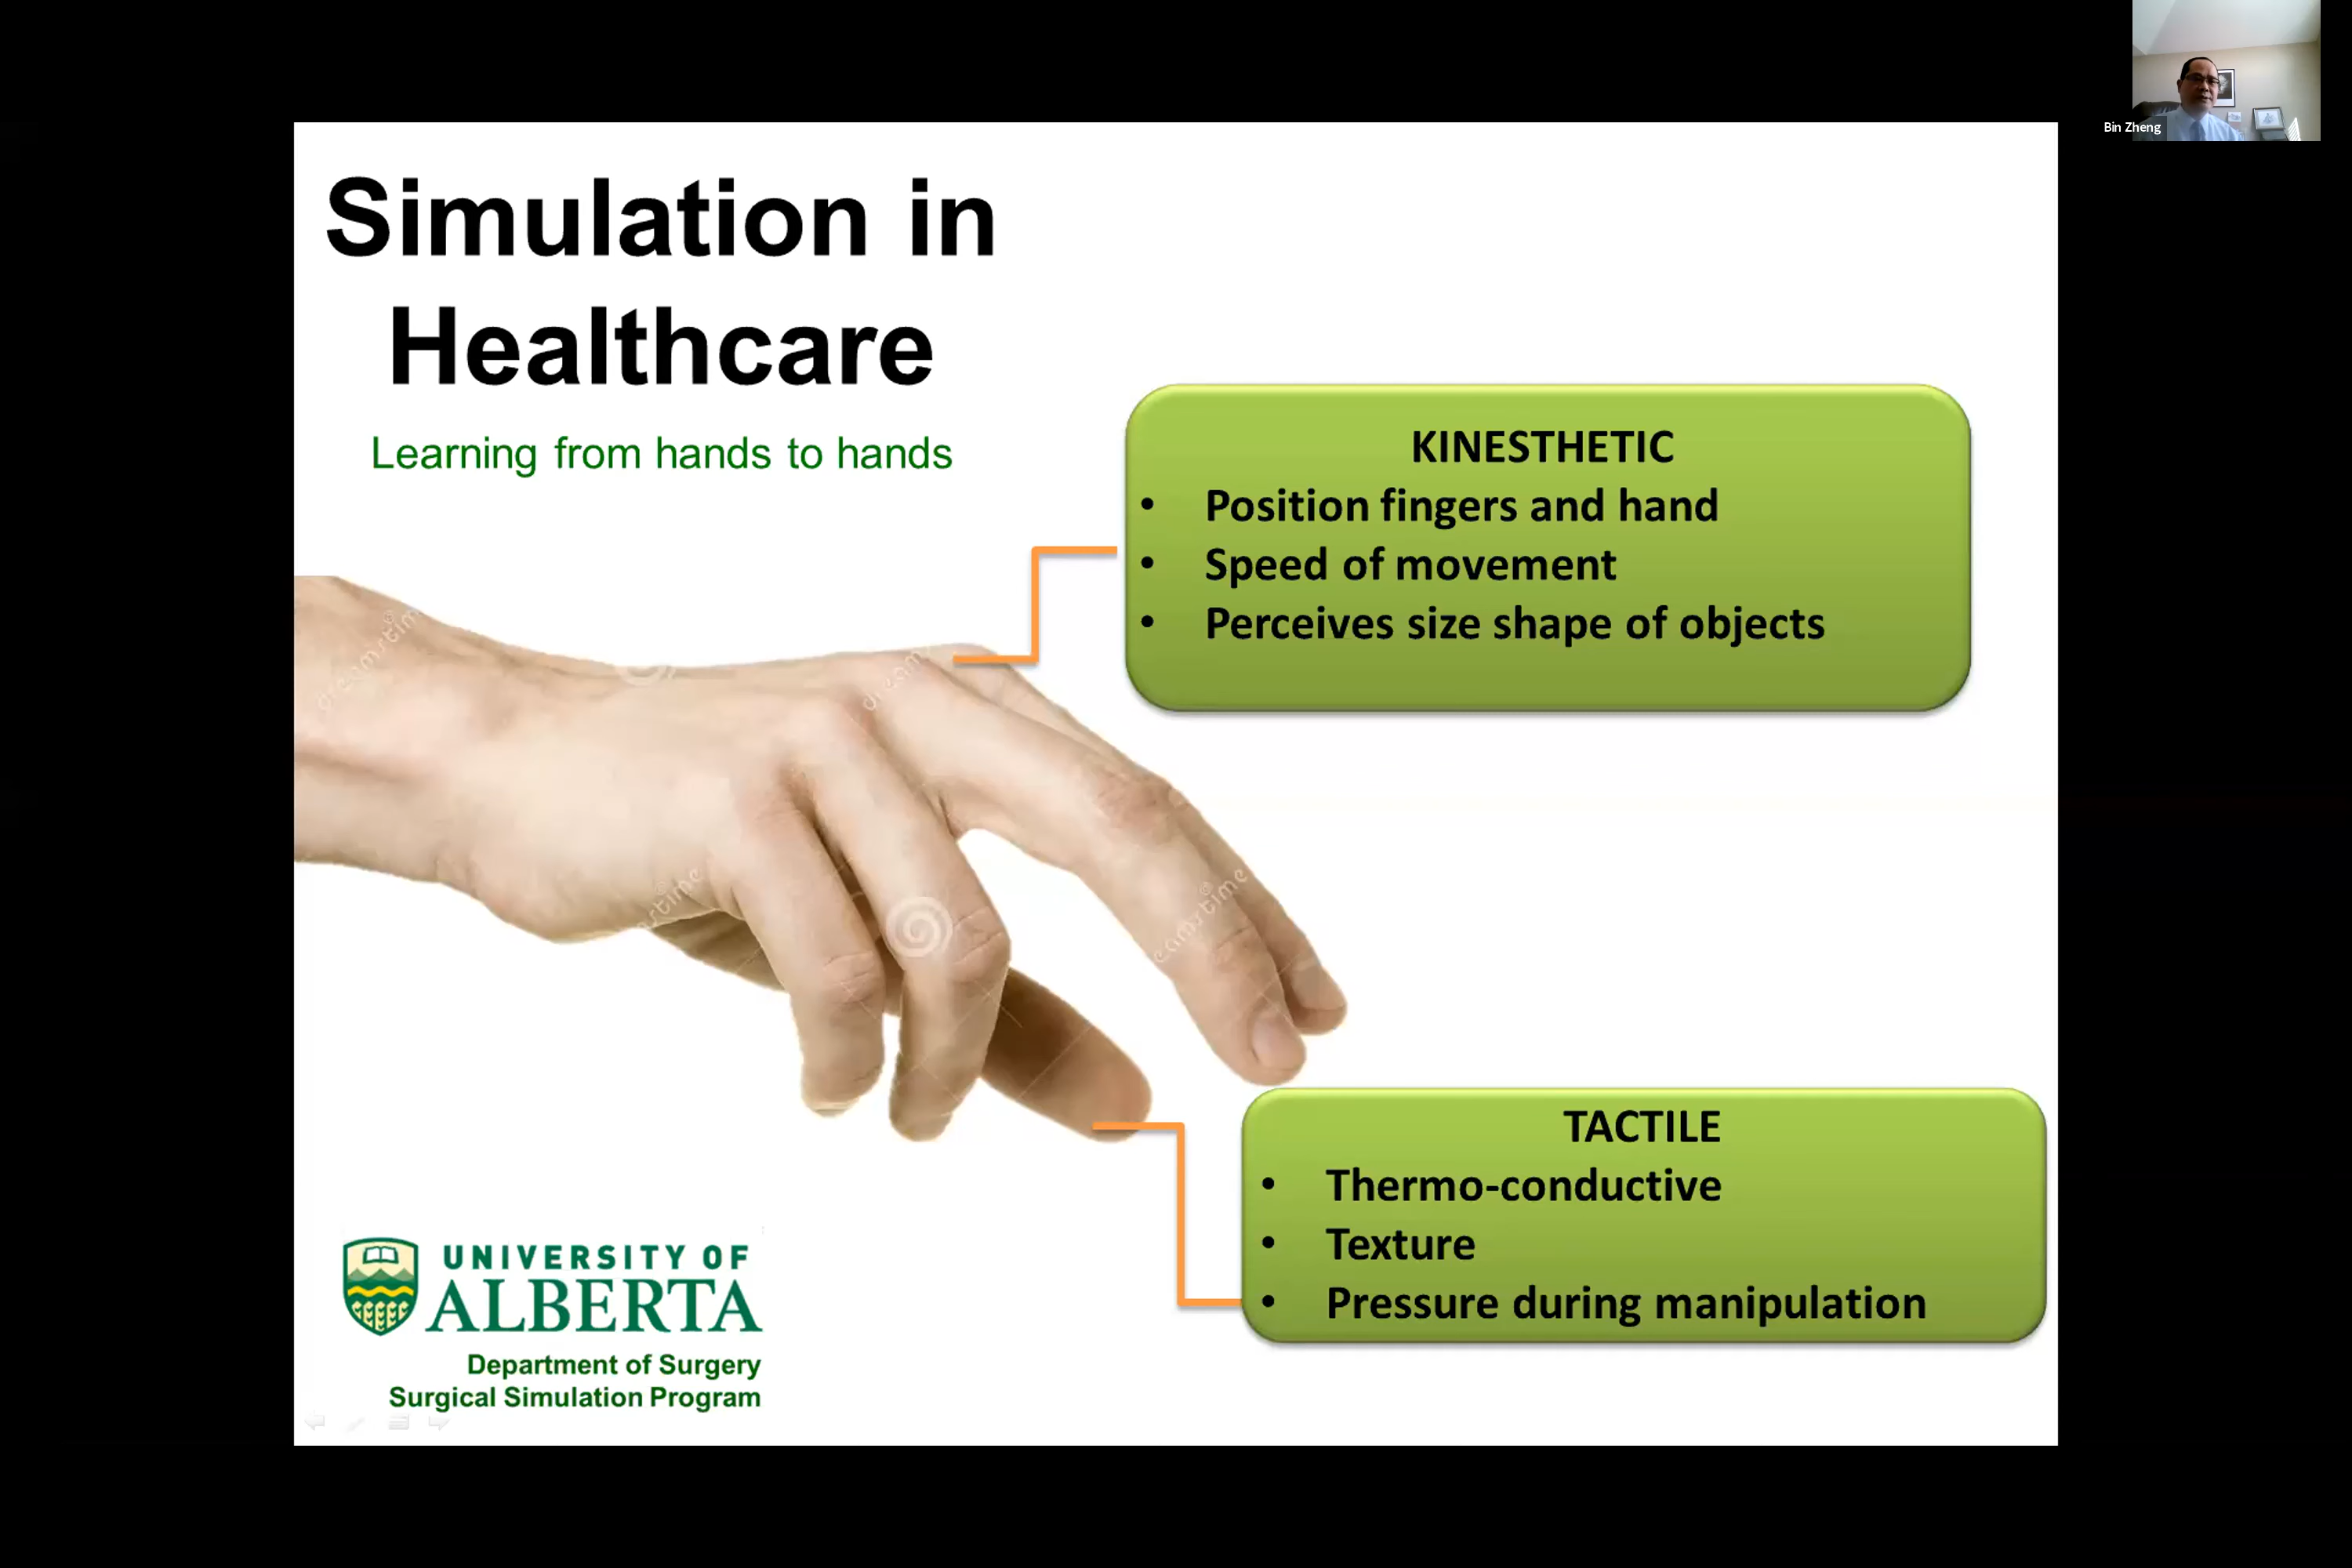 Bin Zheng
Simulation in
Healthcare
Learning from hands to hands
KINESTHETIC
• Position fingers and hand
• Speed of movement
• Perceives size shape of objects
TACTILE
• Thermo-conductive
• Texture
• Pressure during manipulation
UNIVERSITY OF
ALBERTA
Department of Surgery
Surgical Simulation Program